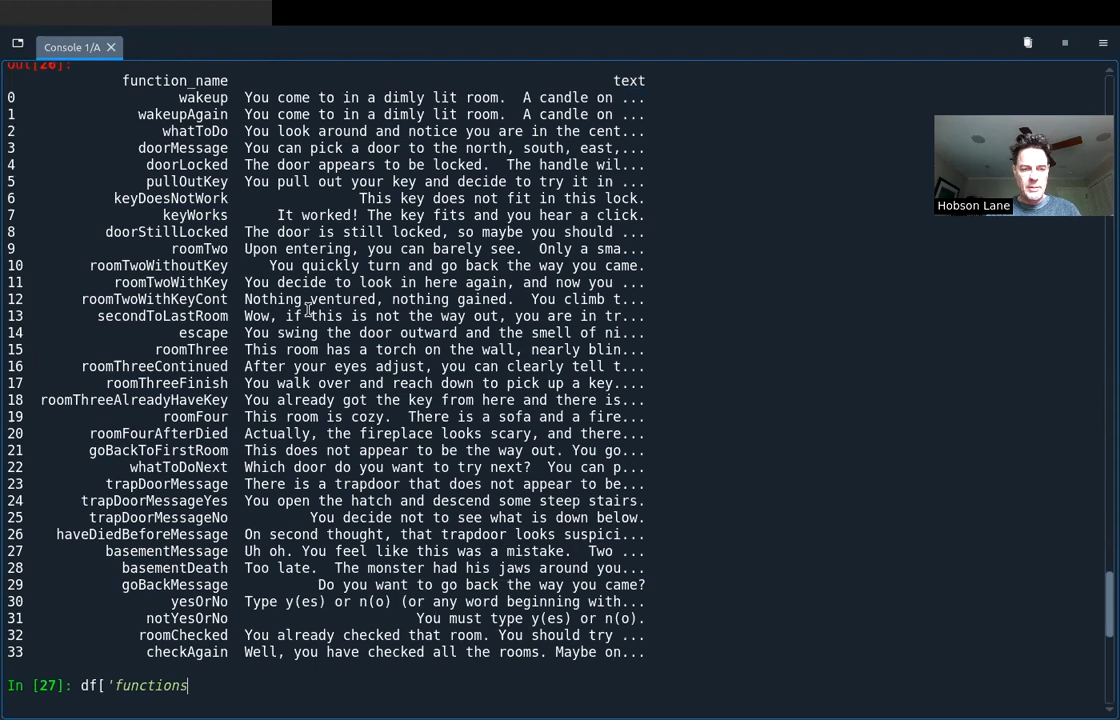 Console 1/A
Out[26]:
function_name text
0 wakeup You come to in a dimly lit room.  A candle on ...
1 wakeupAgain You come to in a dimly lit room.  A candle on ...
2 whatToDo You look around and notice you are in the cent...
3 doorMessage You can pick a door to the north, south, east,...
4 doorLocked The door appears to be locked.  The handle wil...
5 pullOutKey You pull out your key and decide to try it in ...
6 keyDoesNotWork This key does not fit in this lock.
7 keyWorks It worked! The key fits and you hear a click.
8 doorStillLocked The door is still locked, so maybe you should ...
9 roomTwo Upon entering, you can barely see.  Only a sma...
10 roomTwoWithoutKey You quickly turn and go back the way you came.
11 roomTwoWithKey You decide to look in here again, and now you ...
12 roomTwoWithKeyCont Nothing ventured, nothing gained.  You climb t...
13 secondToLastRoom Wow, if this is not the way out, you are in tr...
14 escape You swing the door outward and the smell of ni...
15 roomThree This room has a torch on the wall, nearly blin...
16 roomThreeContinued After your eyes adjust, you can clearly tell t...
17 roomThreeFinish You walk over and reach down to pick up a key....
18 roomThreeAlreadyHaveKey You already got the key from here and there is...
19 roomFour This room is cozy.  There is a sofa and a fire...
20 roomFourAfterDied Actually, the fireplace looks scary, and there...
21 goBackToFirstRoom This does not appear to be the way out. You go...
22 whatToDoNext Which door do you want to try next?  You can p...
23 trapDoorMessage There is a trapdoor that does not appear to be...
24 trapDoorMessageYes You open the hatch and descend some steep stairs.
25 trapDoorMessageNo You decide not to see what is down below.
26 haveDiedBeforeMessage On second thought, that trapdoor looks suspici...
27 basementMessage Uh oh. You feel like this was a mistake.  Two ...
28 basementDeath Too late.  The monster had his jaws around you...
29 goBackMessage Do you want to go back the way you came?
30 yesOrNo Type y(es) or n(o) (or any word beginning with...
31 notYesOrNo You must type y(es) or n(o).
32 roomChecked You already checked that room. You should try ...
33 checkAgain Well, you have checked all the rooms. Maybe on...
In [27]: df['functions
Hobson Lane